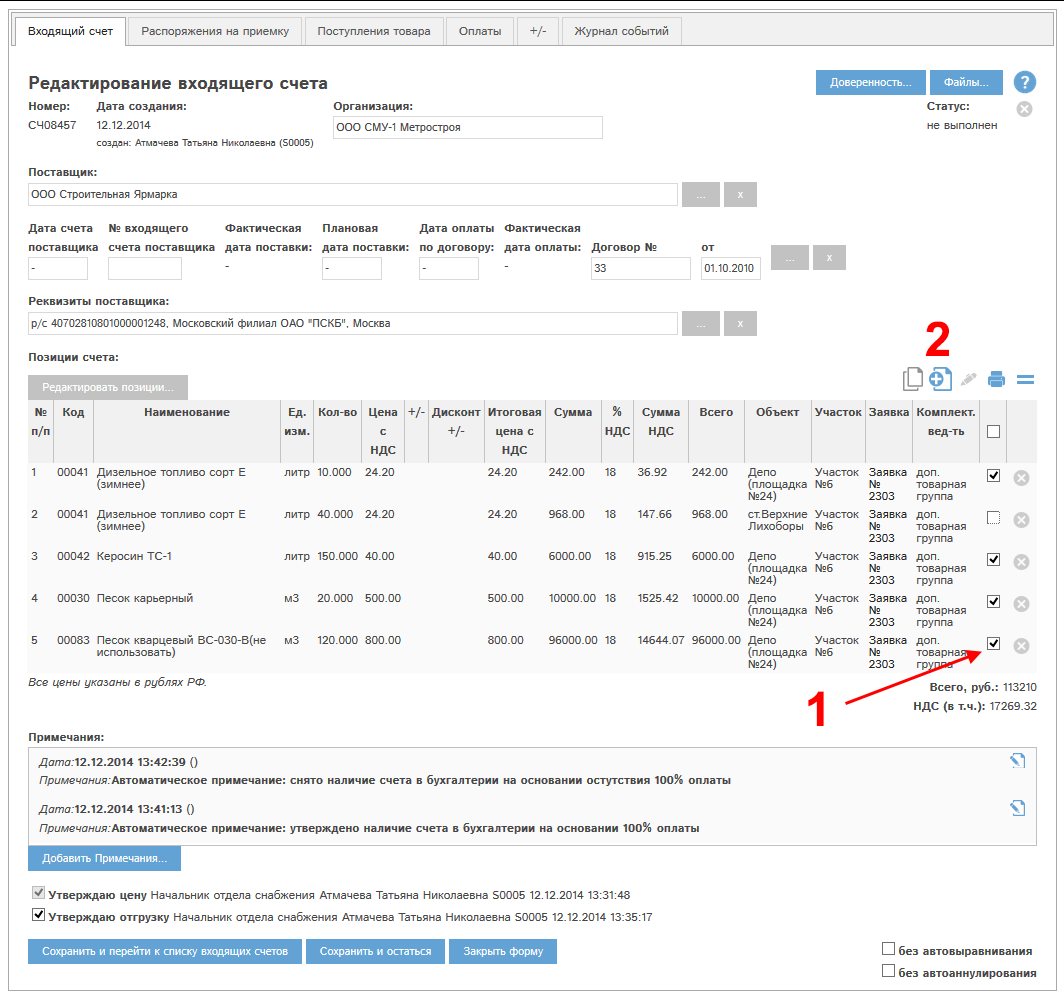 Входящий счет Распоряжения на приемку Поступления товара Оплаты +/- Журнал событий
Редактирование входящего счета Доверенность... Файлы... ?
Номер: Дата создания: Организация: Статус:
СЧ08457 12.12.2014 ООО СМУ-1 Метростроя не выполнен
создан: Атмачева Татьяна Николаевна (S0005)
Поставщик:
ООО Строительная Ярмарка ... x
Дата счета № входящего Фактическая Плановая Дата оплаты Фактическая
поставщика счета поставщика дата поставки: дата поставки: по договору: дата оплаты: Договор № от
- - - - - 33 01.10.2010 ... x
Реквизиты поставщика:
р/с 40702810801000001248, Московский филиал ОАО "ПСКБ", Москва ... x
2
Позиции счета:
Редактировать позиции...
№ Код Наименование Ед. Кол-во Цена +/- Дисконт Итоговая Сумма % Сумма Всего Объект Участок Заявка Комплект.
п/п изм. с +/- цена с НДС НДС вед-ть
НДС НДС
1 00041 Дизельное топливо сорт Е литр 10.000 24.20 24.20 242.00 18 36.92 242.00 Депо Участок Заявка доп.
(зимнее) (площадка №6 № товарная
№24) 2303 группа
2 00041 Дизельное топливо сорт Е литр 40.000 24.20 24.20 968.00 18 147.66 968.00 ст.Верхние Участок Заявка доп.
(зимнее) Лихоборы №6 № товарная
2303 группа
3 00042 Керосин ТС-1 литр 150.000 40.00 40.00 6000.00 18 915.25 6000.00 Депо Участок Заявка доп.
(площадка №6 № товарная
№24) 2303 группа
4 00030 Песок карьерный м3 20.000 500.00 500.00 10000.00 18 1525.42 10000.00 Депо Участок Заявка доп.
(площадка №6 № товарная
№24) 2303 группа
5 00083 Песок кварцевый ВС-030-В(не м3 120.000 800.00 800.00 96000.00 18 14644.07 96000.00 Депо Участок Заявка доп.
использовать) (площадка №6 № товарная
№24) 2303 группа
Все цены указаны в рублях РФ.
Всего, руб.: 113210
1
НДС (в т.ч.): 17269.32
Примечания:
Дата:12.12.2014 13:42:39 ()
Примечания:Автоматическое примечание: снято наличие счета в бухгалтерии на основании остутствия 100% оплаты
Дата:12.12.2014 13:41:13 ()
Примечания:Автоматическое примечание: утверждено наличие счета в бухгалтерии на основании 100% оплаты
Добавить Примечания...
Утверждаю цену Начальник отдела снабжения Атмачева Татьяна Николаевна S0005 12.12.2014 13:31:48
Утверждаю отгрузку Начальник отдела снабжения Атмачева Татьяна Николаевна S0005 12.12.2014 13:35:17
Сохранить и перейти к списку входящих счетов Сохранить и остаться Закрыть форму без автовыравнивания
без автоаннулирования